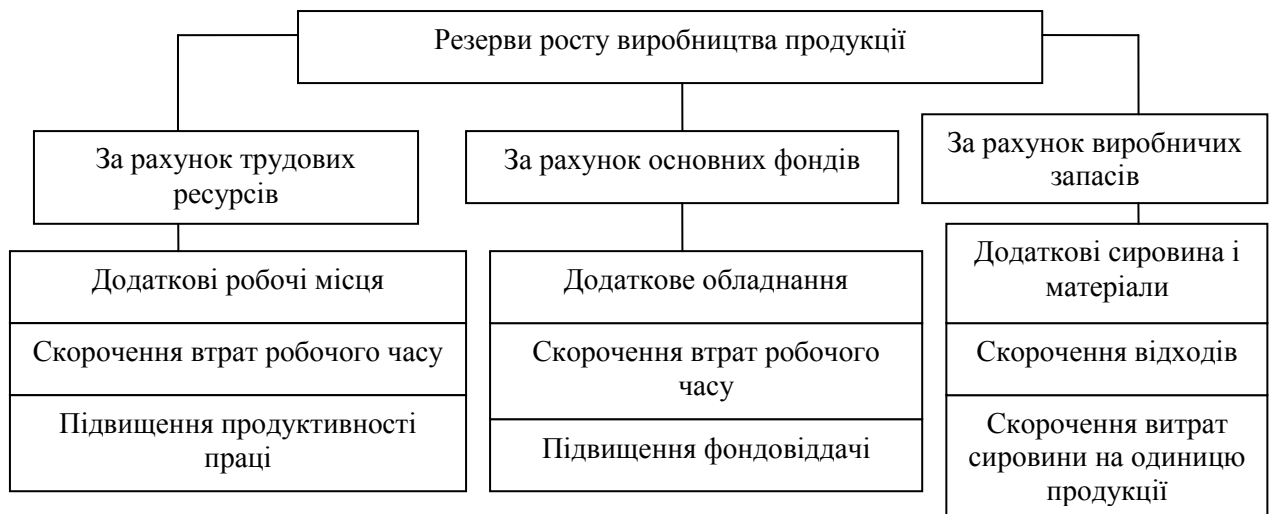 Резерви росту виробництва продукції
За рахунок трудових
ресурсів
За рахунок основних фондів
За рахунок виробничих
запасів
Додаткові робочі місця
Скорочення втрат робочого часу
Підвищення продуктивності
праці
Додаткове обладнання
Скорочення втрат робочого
часу
Підвищення фондовіддачі
Додаткові сировина і
матеріали
Скорочення відходів
Скорочення витрат
сировини на одиницю
продукції